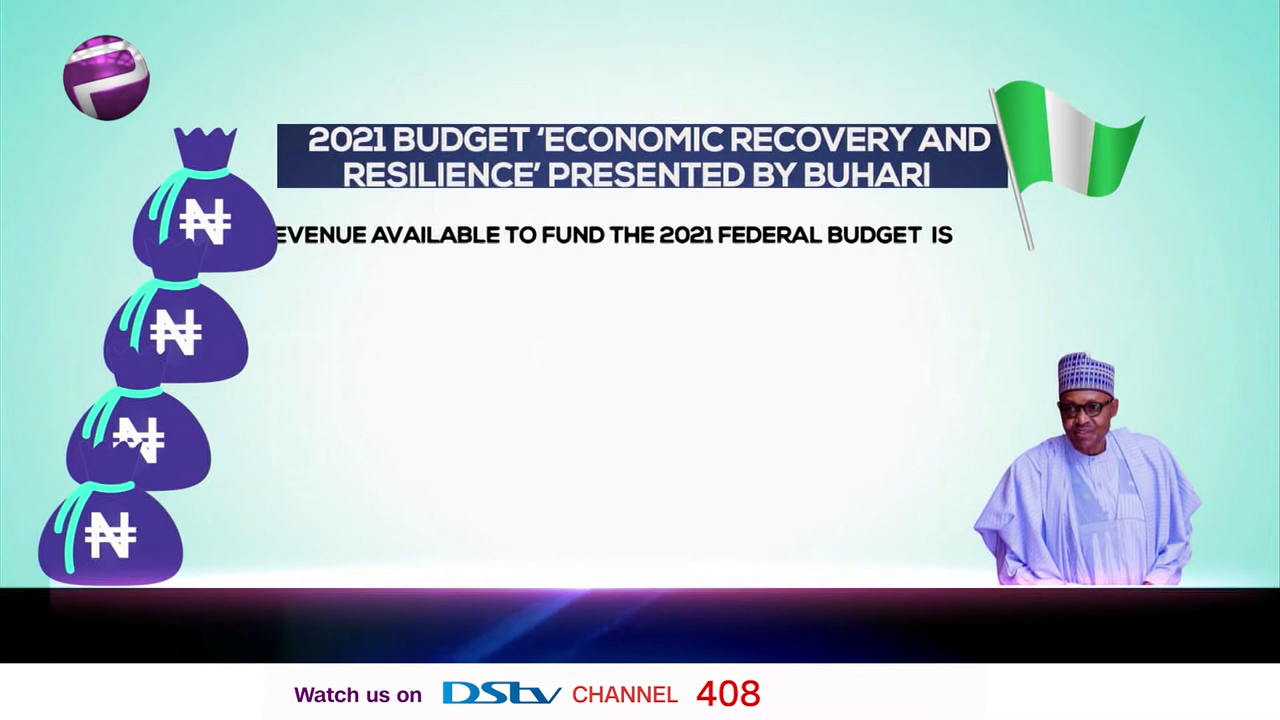 2021 BUDGET ‘ECONOMIC RECOVERY AND
RESILIENCE’ PRESENTED BY BUHARI
EVENUE AVAILABLE TO FUND THE 2021 FEDERAL BUDGET IS
₦
₦
₦
₦
Watch us on DStv CHANNEL 408